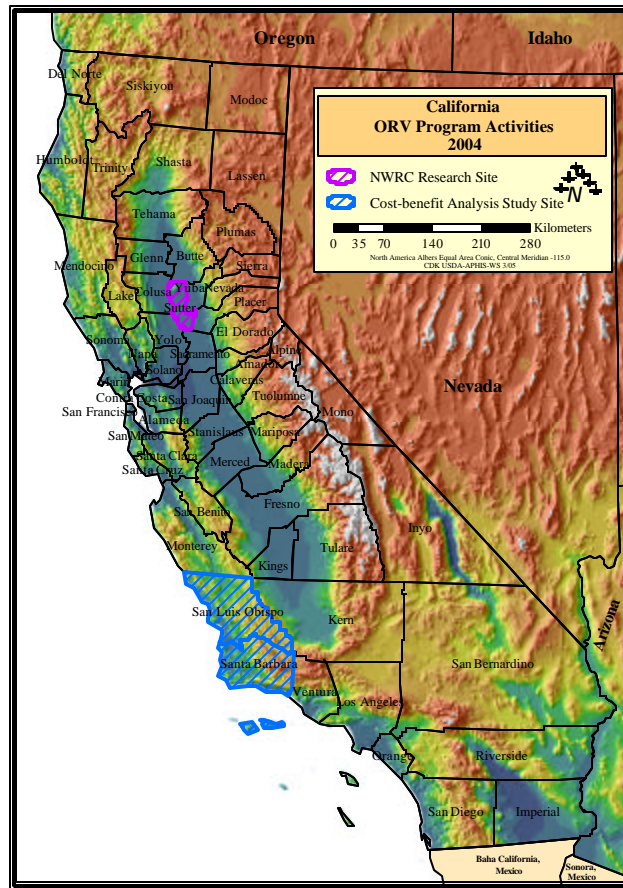 Oregon
Idaho
Del Norte
Siskiyon
Modoc
California
ORV Program Activities
2004
NWRC Research Site
Cost-benefit Analysis Study Site
N
Kilometers
0 35 70 140 210 280
North America Albers Equal Area Conic, Central Meridian -115.0
CDK USDA-APHIS-WS 3/05
Humboldt
Trinity
Shasta
Lassen
Tehama
Plumas
Glenn
Butte
Sierra
Mendocino
Lake
Colusa
Yuba
Nevada
Placer
Sutter
Sonoma
Napa
Yolo
El Dorado
Sacramento
Alpine
Amador
Solano
Marin
Calaveras
Contra Costa
San Joaquin
Tuolumne
San Francisco
Mono
Alameda
San Mateo
Stanislaus
Mariposa
Santa Clara
Santa Cruz
Merced
Madera
Nevada
Fresno
San Benito
Inyo
Monterey
Tulare
Kings
San Luis Obispo
Kern
Arizona
Santa Barbara
San Bernardino
Ventura
Los Angeles
Orange
Riverside
San Diego
Imperial
Baha California,
Mexico
Sonora,
Mexico